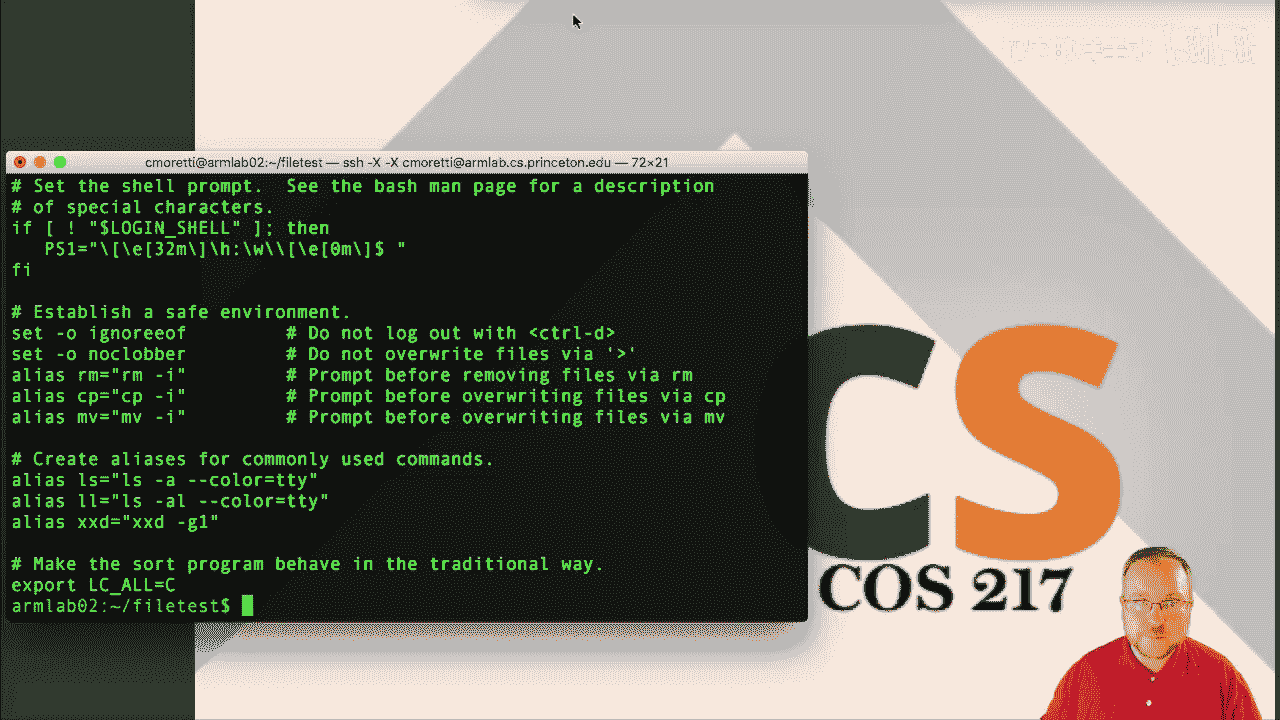 cmoretti@armlab02:~/filetest — ssh -X -X cmoretti@armlab.cs.princeton.edu — 72×21
# Set the shell prompt.  See the bash man page for a description
# of special characters.
if [ ! "$LOGIN_SHELL" ]; then
   PS1="\[\e[32m\]\h:\w\\[\e[0m\]$ "
fi
# Establish a safe environment.
set -o ignoreeof         # Do not log out with <ctrl-d>
set -o noclobber         # Do not overwrite files via '>'
alias rm="rm -i"         # Prompt before removing files via rm
alias cp="cp -i"         # Prompt before overwriting files via cp
alias mv="mv -i"         # Prompt before overwriting files via mv
# Create aliases for commonly used commands.
alias ls="ls -a --color=tty"
alias ll="ls -al --color=tty"
alias xxd="xxd -g1"
# Make the sort program behave in the traditional way.
export LC_ALL=C
armlab02:~/filetest$
CS
COS 217